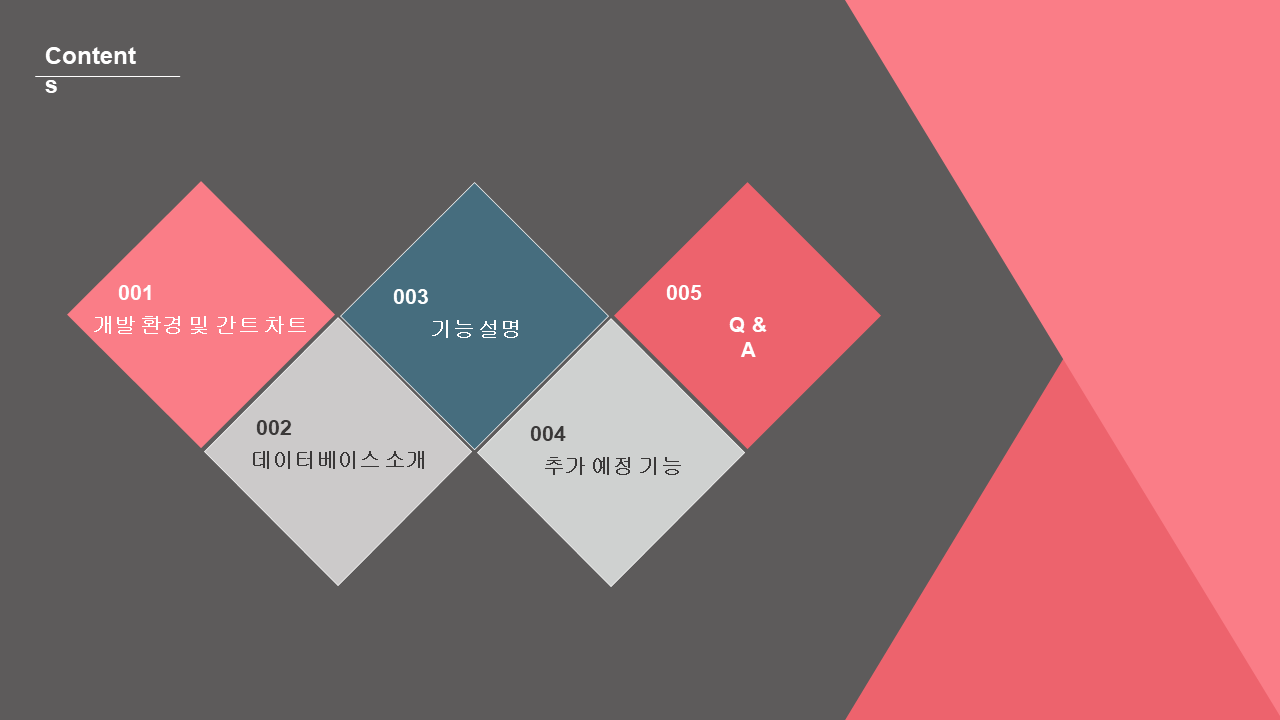 Content
s
001
개발 환경 및 간트 차트
002
데이터베이스 소개
003
기능 설명
004
추가 예정 기능
005
Q &
A